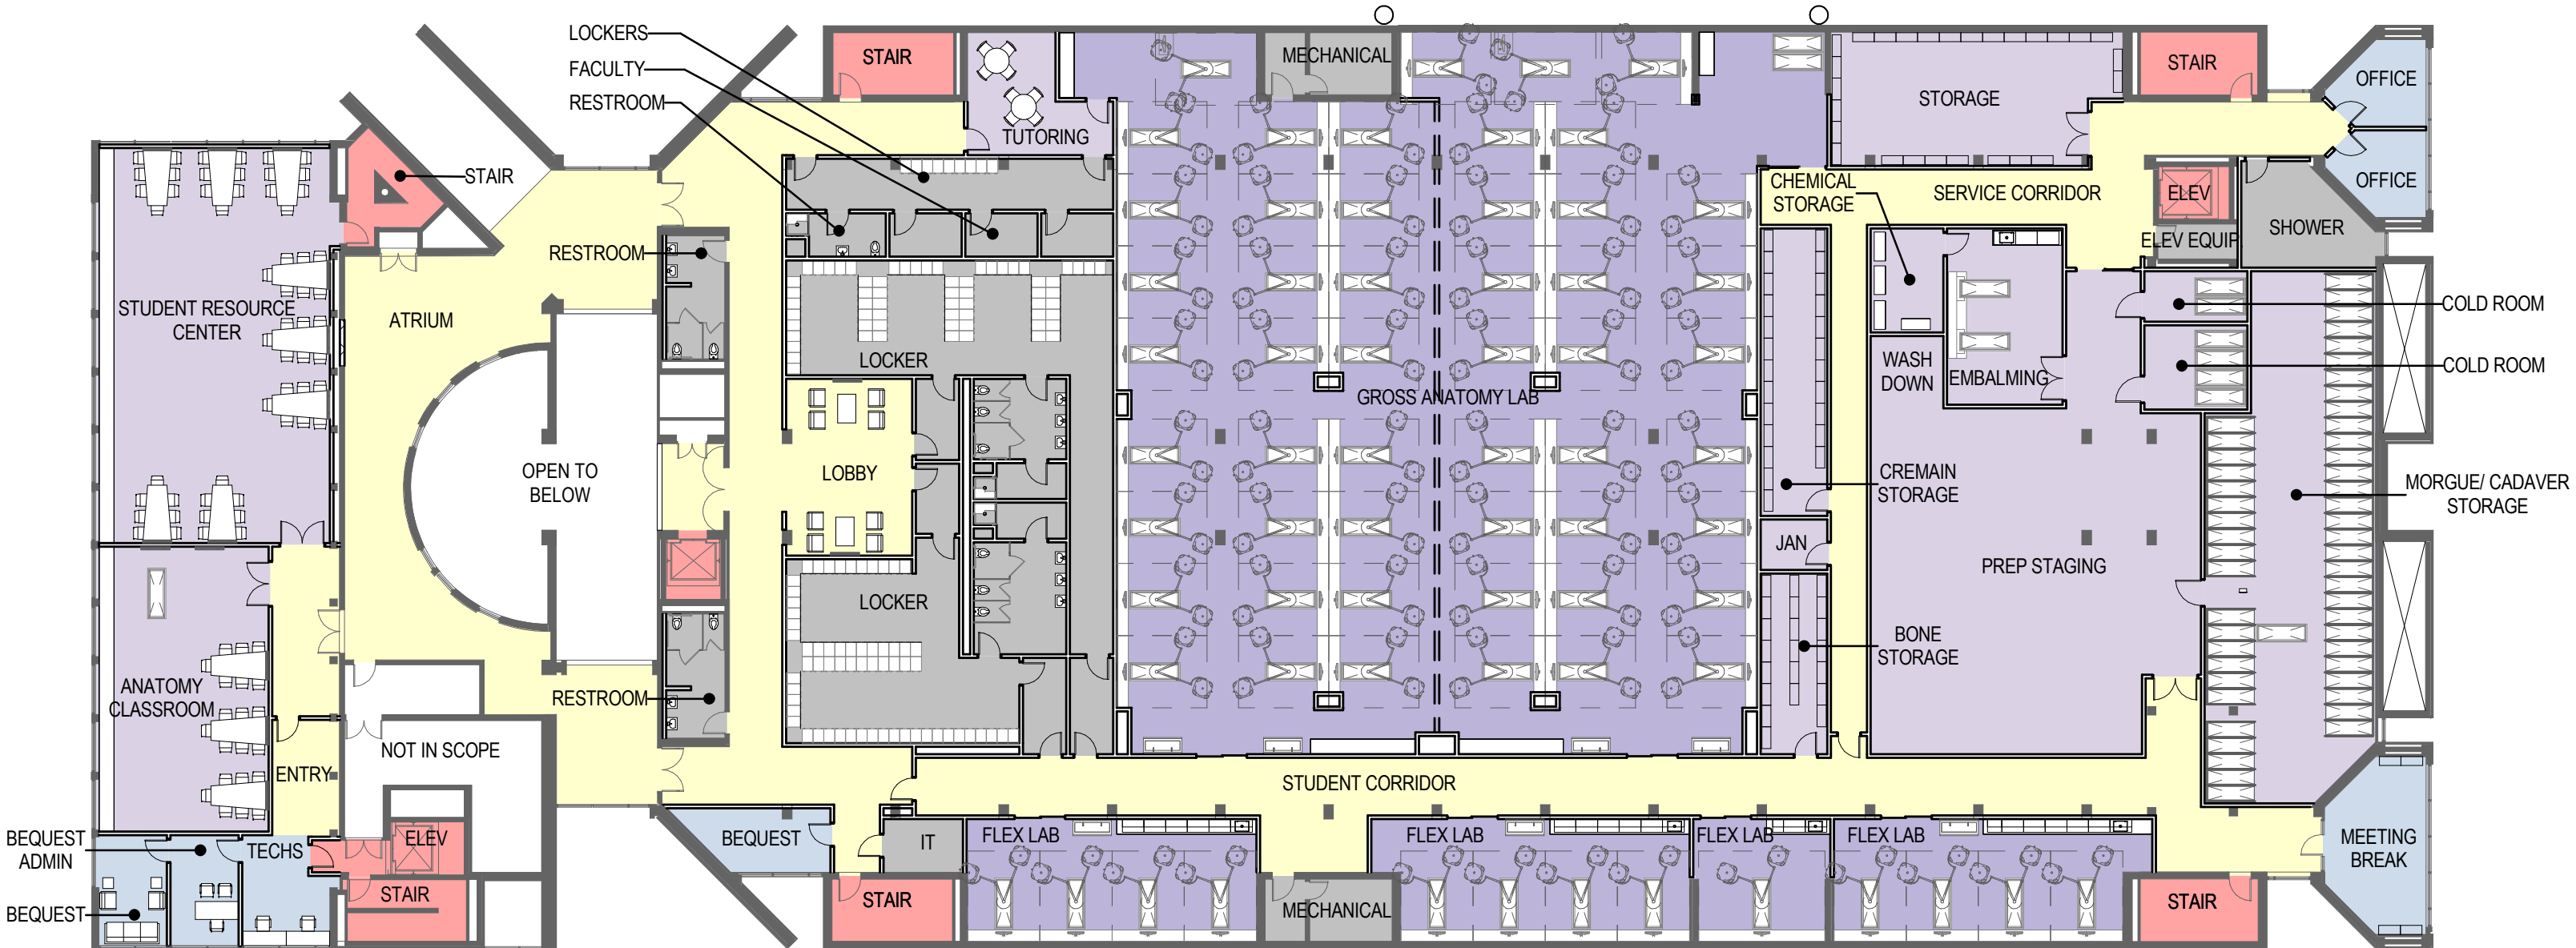 LOCKERS
FACULTY
RESTROOM
STAIR
MECHANICAL
STAIR
OFFICE
STORAGE
TUTORING
STAIR
CHEMICAL
STORAGE
SERVICE CORRIDOR
ELEV
OFFICE
SHOWER
ELEV EQUIP
RESTROOM
STUDENT RESOURCE
CENTER
ATRIUM
COLD ROOM
LOCKER
WASH
DOWN
EMBALMING
COLD ROOM
GROSS ANATOMY LAB
OPEN TO
BELOW
LOBBY
CREMAIN
STORAGE
MORGUE/ CADAVER
STORAGE
JAN
PREP STAGING
LOCKER
BONE
STORAGE
ANATOMY
CLASSROOM
RESTROOM
NOT IN SCOPE
ENTRY
STUDENT CORRIDOR
BEQUEST
ADMIN
TECHS
ELEV
BEQUEST
IT
FLEX LAB
FLEX LAB
FLEX LAB
FLEX LAB
MEETING
BREAK
BEQUEST
STAIR
STAIR
MECHANICAL
STAIR